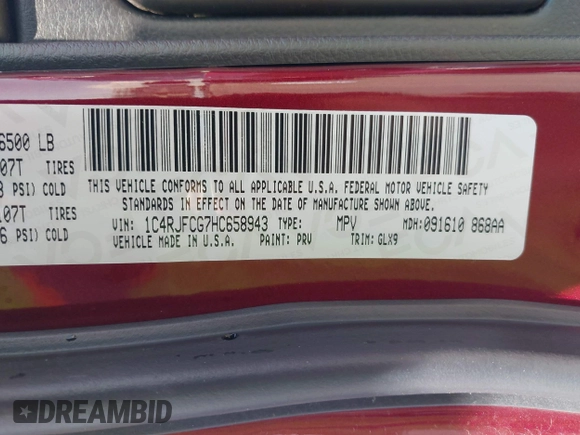 6500 LB
07T TIRES
PSI) COLD
107T TIRES
6 PSI) COLD
THIS VEHICLE CONFORMS TO ALL APPLICABLE U.S.A. FEDERAL MOTOR VEHICLE SAFETY
STANDARDS IN EFFECT ON THE DATE OF MANUFACTURE SHOWN ABOVE.
VIN: 1C4RJFCG7HC658943 TYPE: MPV MDH:091610 868AA
VEHICLE MADE IN U.S.A. PAINT: PRV TRIM: GLX9
DREAMBID